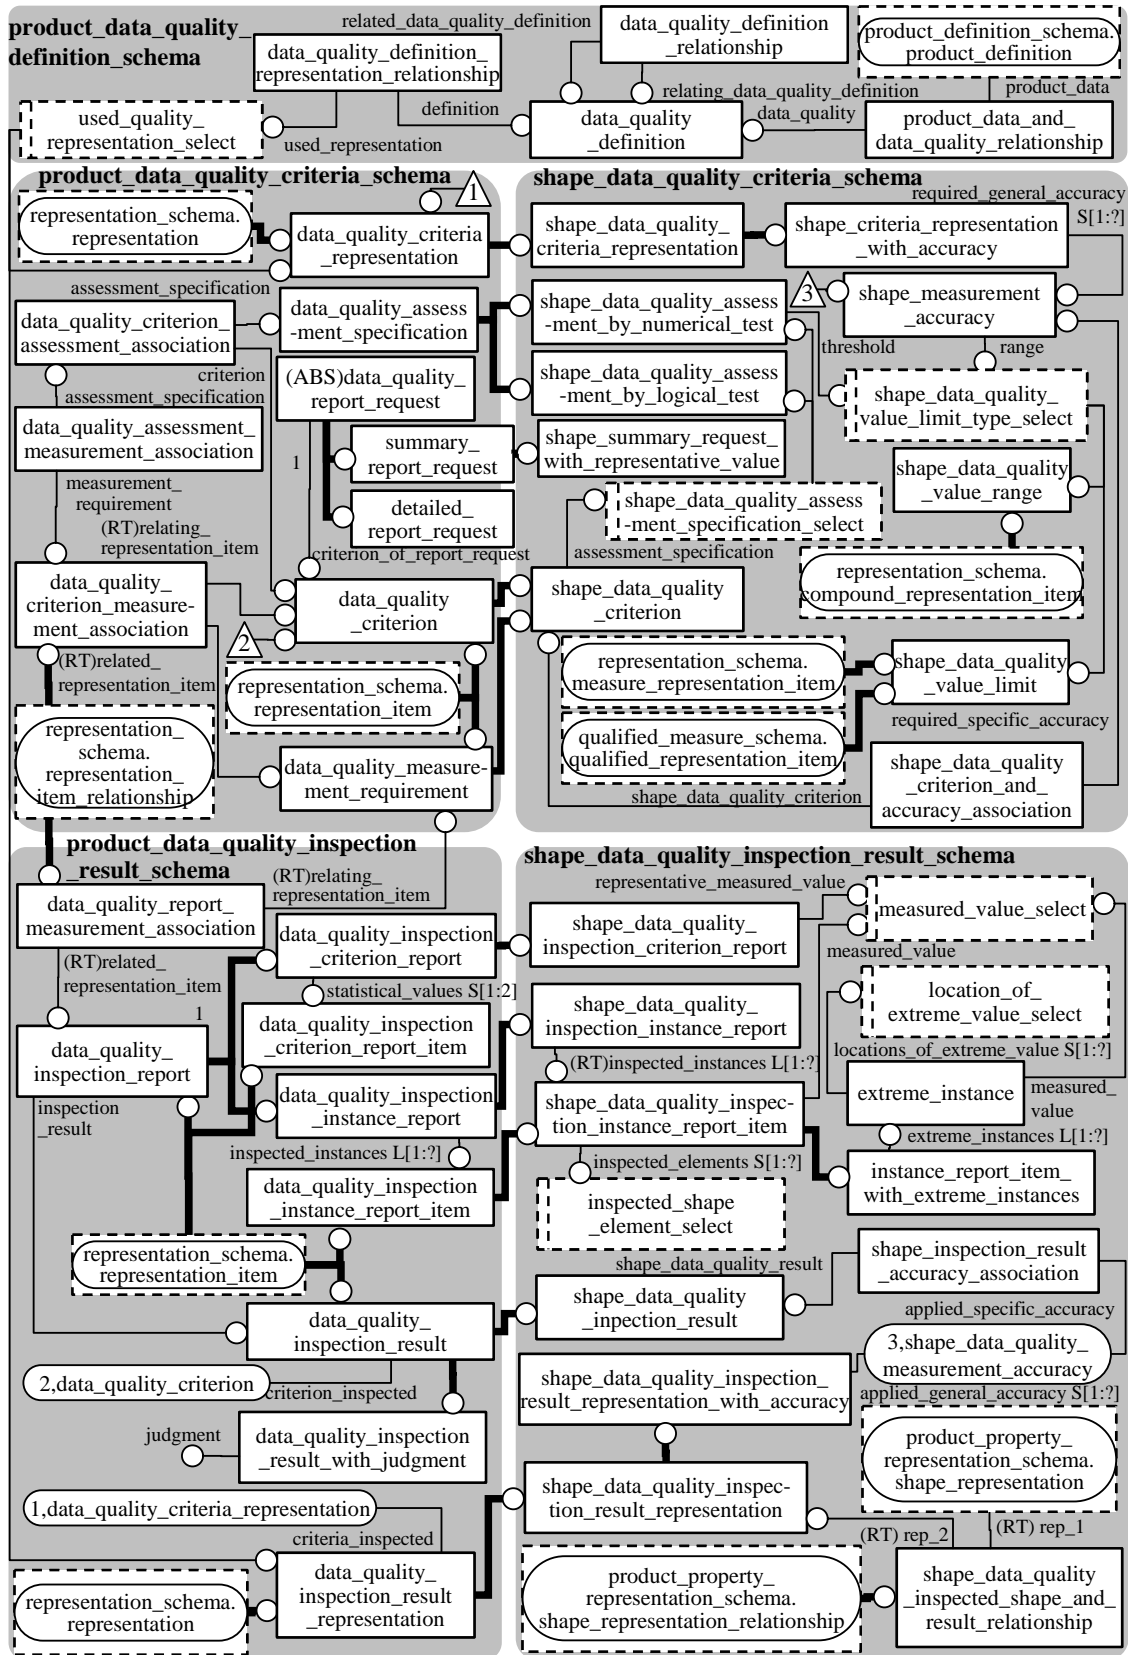 product_data_quality_
definition_schema
related_data_quality_definition
data_quality_definition_
representation_relationship
data_quality_definition
_relationship
product_definition_schema.
product_definition
used_quality_
representation_select
definition
used_representation
relating_data_quality_definition
data_quality
_definition
data_quality
product_data
product_data_and_
data_quality_relationship
product_data_quality_criteria_schema
representation_schema.
representation
1
data_quality_criteria
_representation
assessment_specification
data_quality_criterion_
assessment_association
data_quality_assess
-ment_specification
criterion
assessment_specification
(ABS)data_quality_
report_request
data_quality_assessment_
measurement_association
1
summary_
report_request
measurement_
requirement
detailed_
report_request
(RT)relating_
representation_item
criterion_of_report_request
data_quality_
criterion_measure-
ment_association
data_quality
_criterion
2
(RT)related_
representation_item
representation_schema.
representation_item
representation_
schema.
representation_
item_relationship
data_quality_measure-
ment_requirement
shape_data_quality_criteria_schema
required_general_accuracy
S[1:?]
shape_data_quality_
criteria_representation
shape_criteria_representation
_with_accuracy
shape_data_quality_assess
-ment_by_numerical_test
3
shape_measurement
_accuracy
threshold
range
shape_data_quality_assess
-ment_by_logical_test
shape_data_quality_
value_limit_type_select
shape_summary_request_
with_representative_value
shape_data_quality
_value_range
shape_data_quality_assess
-ment_specification_select
assessment_specification
representation_schema.
compound_representation_item
shape_data_quality
_criterion
representation_schema.
measure_representation_item
shape_data_quality
_value_limit
qualified_measure_schema.
qualified_representation_item
required_specific_accuracy
shape_data_quality
_criterion_and_
accuracy_association
shape_data_quality_criterion
product_data_quality_inspection
_result_schema
(RT)relating_
representation_item
data_quality_report_
measurement_association
data_quality_inspection
_criterion_report
(RT)related_
representation_item
statistical_values S[1:2]
1
data_quality_inspection
_criterion_report_item
data_quality_
inspection_report
data_quality_inspection
_instance_report
inspection
_result
inspected_instances L[1:?]
data_quality_inspection
_instance_report_item
representation_schema.
representation_item
data_quality_
inspection_result
2,data_quality_criterion
criterion_inspected
judgment
data_quality_inspection
_result_with_judgment
1,data_quality_criteria_representation
criteria_inspected
data_quality_
inspection_result
_representation
representation_schema.
representation
shape_data_quality_inspection_result_schema
representative_measured_value
measured_value_select
shape_data_quality_
inspection_criterion_report
measured_value
location_of_
extreme_value_select
shape_data_quality_
inspection_instance_report
locations_of_extreme_value S[1:?]
(RT)inspected_instances L[1:?]
extreme_instance
measured_
value
shape_data_quality_inspec-
tion_instance_report_item
extreme_instances L[1:?]
inspected_elements S[1:?]
instance_report_item_
with_extreme_instances
inspected_shape
_element_select
shape_data_quality_result
shape_inspection_result
_accuracy_association
shape_data_quality
_inpection_result
applied_specific_accuracy
3,shape_data_quality_
measurement_accuracy
shape_data_quality_inspection_
result_representation_with_accuracy
applied_general_accuracy S[1:?]
product_property_
representation_schema.
shape_representation
shape_data_quality_inspec-
tion_result_representation
(RT) rep_2
(RT) rep_1
product_property_
representation_schema.
shape_representation_relationship
shape_data_quality
_inspected_shape_and_
result_relationship